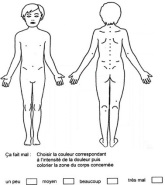 Ça fait mal: Choisir la couleur correspondant
à l'intensité de la douleur puis
colorier la zone du corps concernée
un peu moyen beaucoup très mal